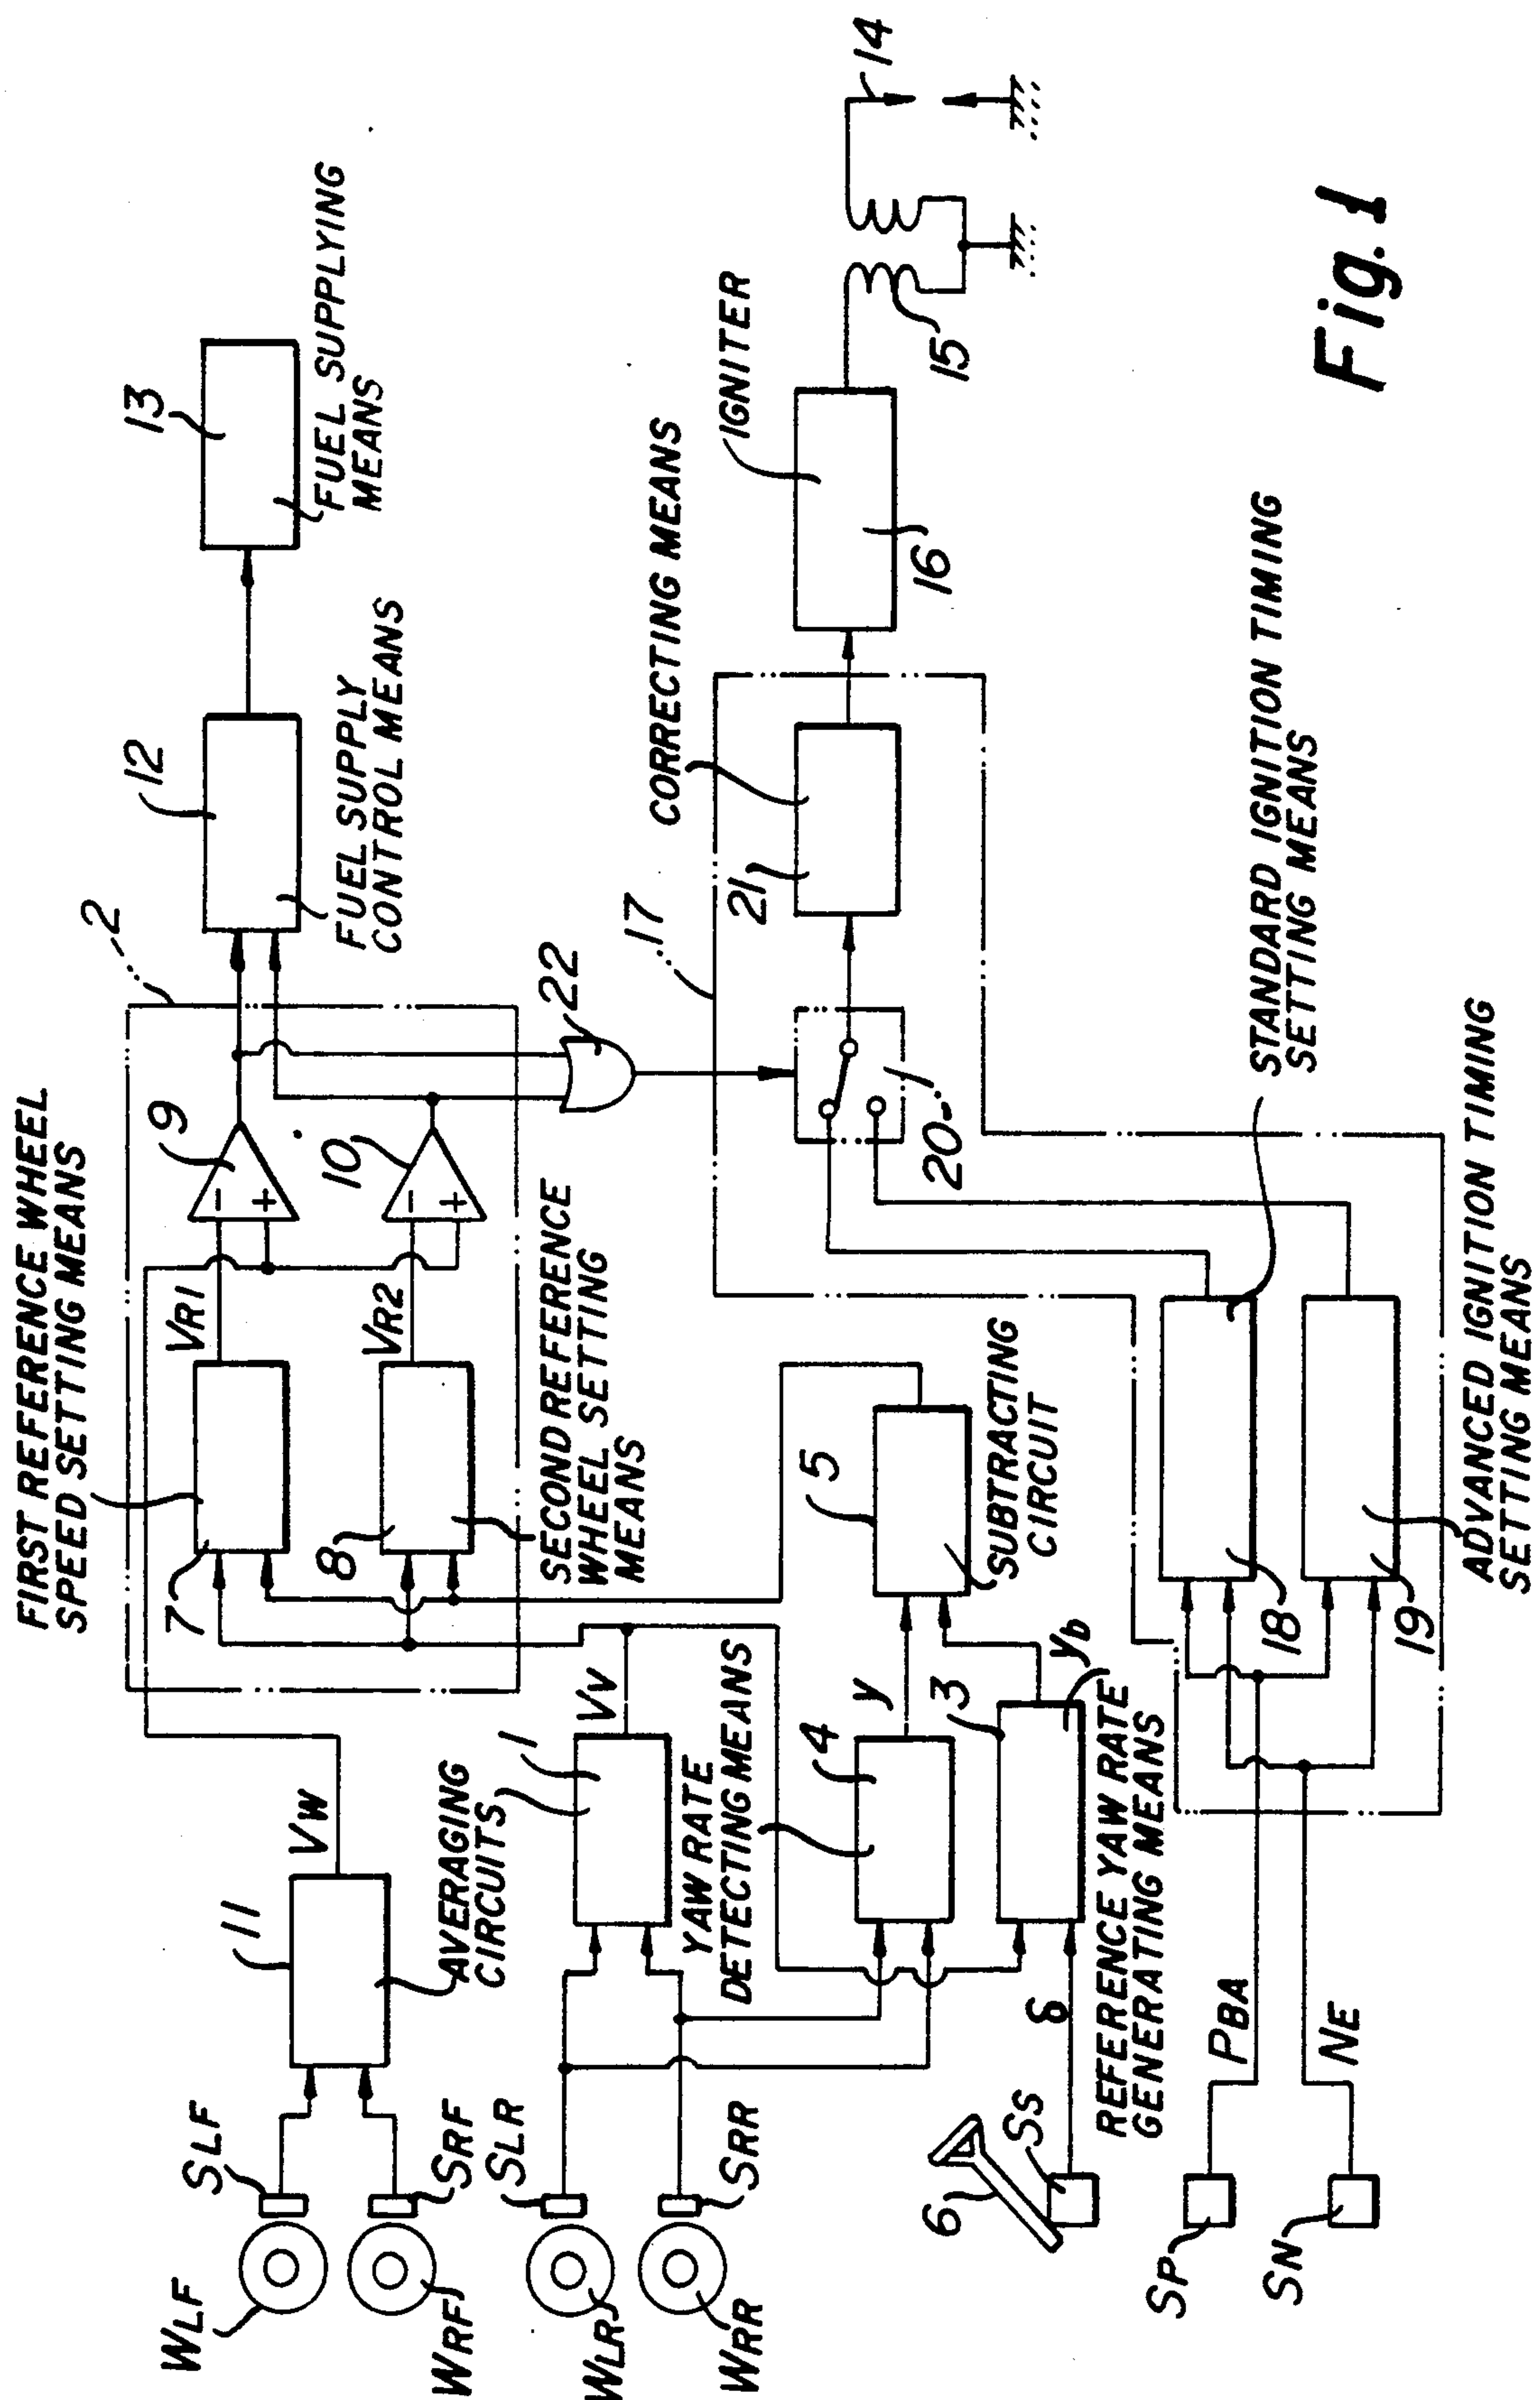 FIRST REFERENCE WHEEL
SPEED SETTING MEANS
2
12
13
FUEL SUPPLYING
MEANS
FUEL SUPPLY
CONTROL MEANS
7
VR1
9
-
+
8
VR2
10
-
+
SECOND REFERENCE
WHEEL SETTING
MEANS
22
SLF
WLF
SRF
WRF
11
VW
AVERAGING
CIRCUITS
SLR
WLR
SRR
WRR
1
VV
YAW RATE
DETECTING MEANS
4
y
5
SUBTRACTING
CIRCUIT
3
yb
REFERENCE YAW RATE
GENERATING MEANS
6
SS
δ
17
20
21
CORRECTING MEANS
IGNITER
16
15
14
STANDARD IGNITION TIMING
SETTING MEANS
SP
PBA
SN
NE
18
19
ADVANCED IGNITION TIMING
SETTING MEANS
Fig. 1